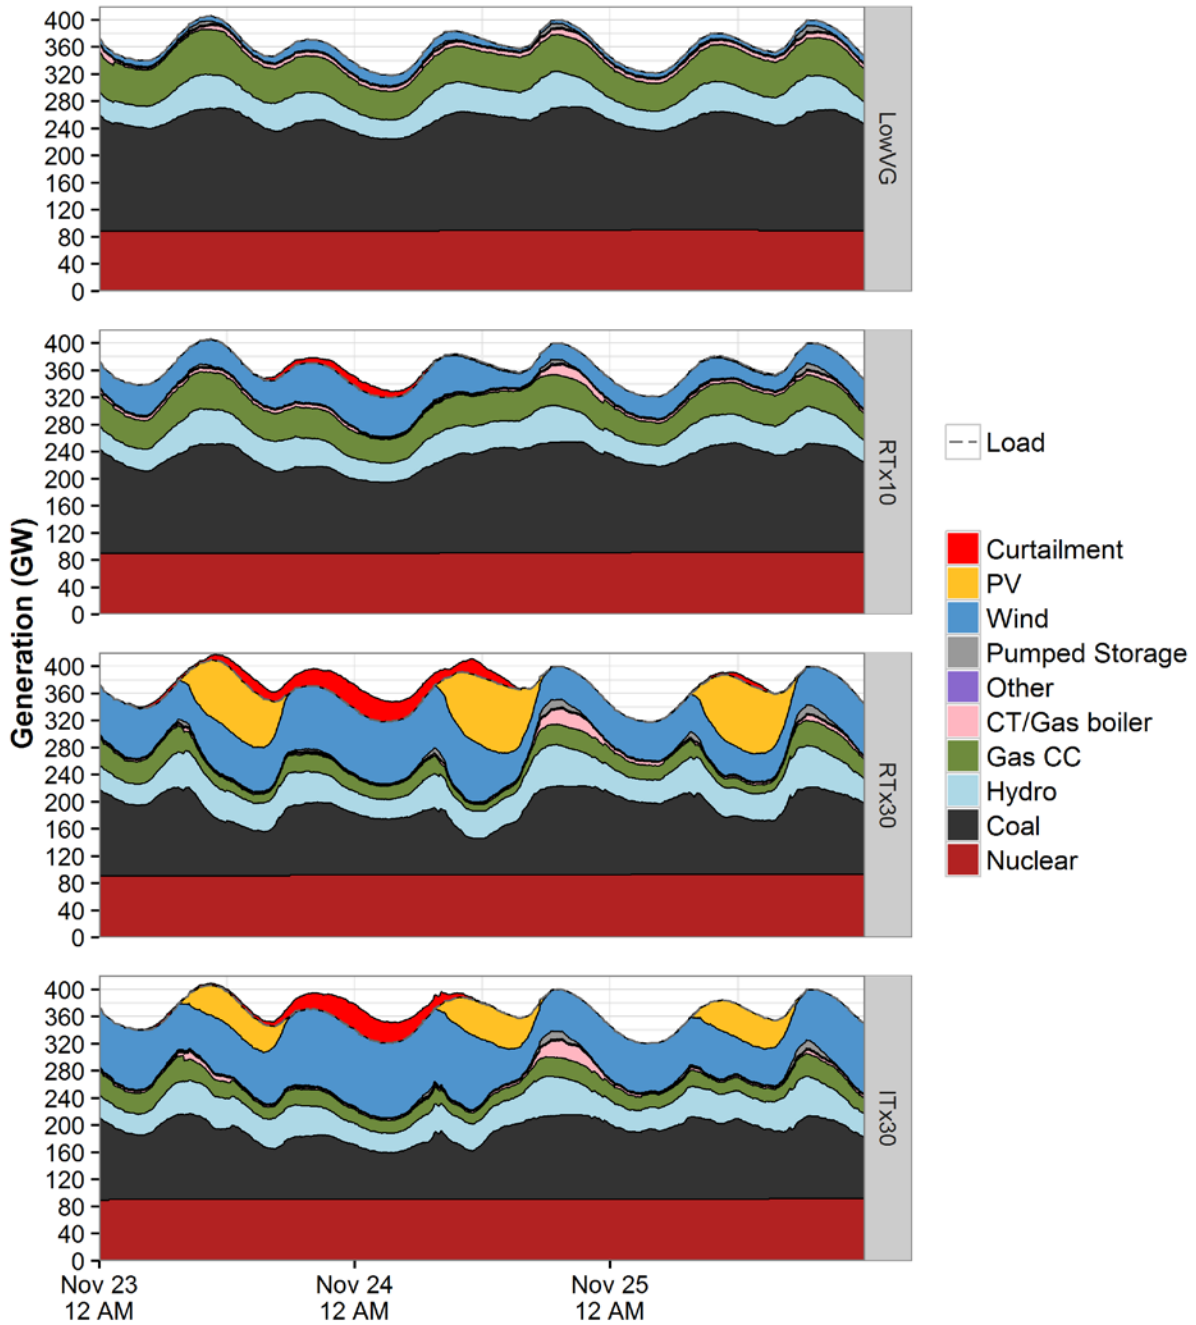 Generation (GW)
400
360
320
280
240
200
160
120
80
40
0
LowVG
400
360
320
280
240
200
160
120
80
40
0
RTx10
400
360
320
280
240
200
160
120
80
40
0
RTx30
400
360
320
280
240
200
160
120
80
40
0
ITx30
Nov 23
12 AM
Nov 24
12 AM
Nov 25
12 AM
Load
Curtailment
PV
Wind
Pumped Storage
Other
CT/Gas boiler
Gas CC
Hydro
Coal
Nuclear